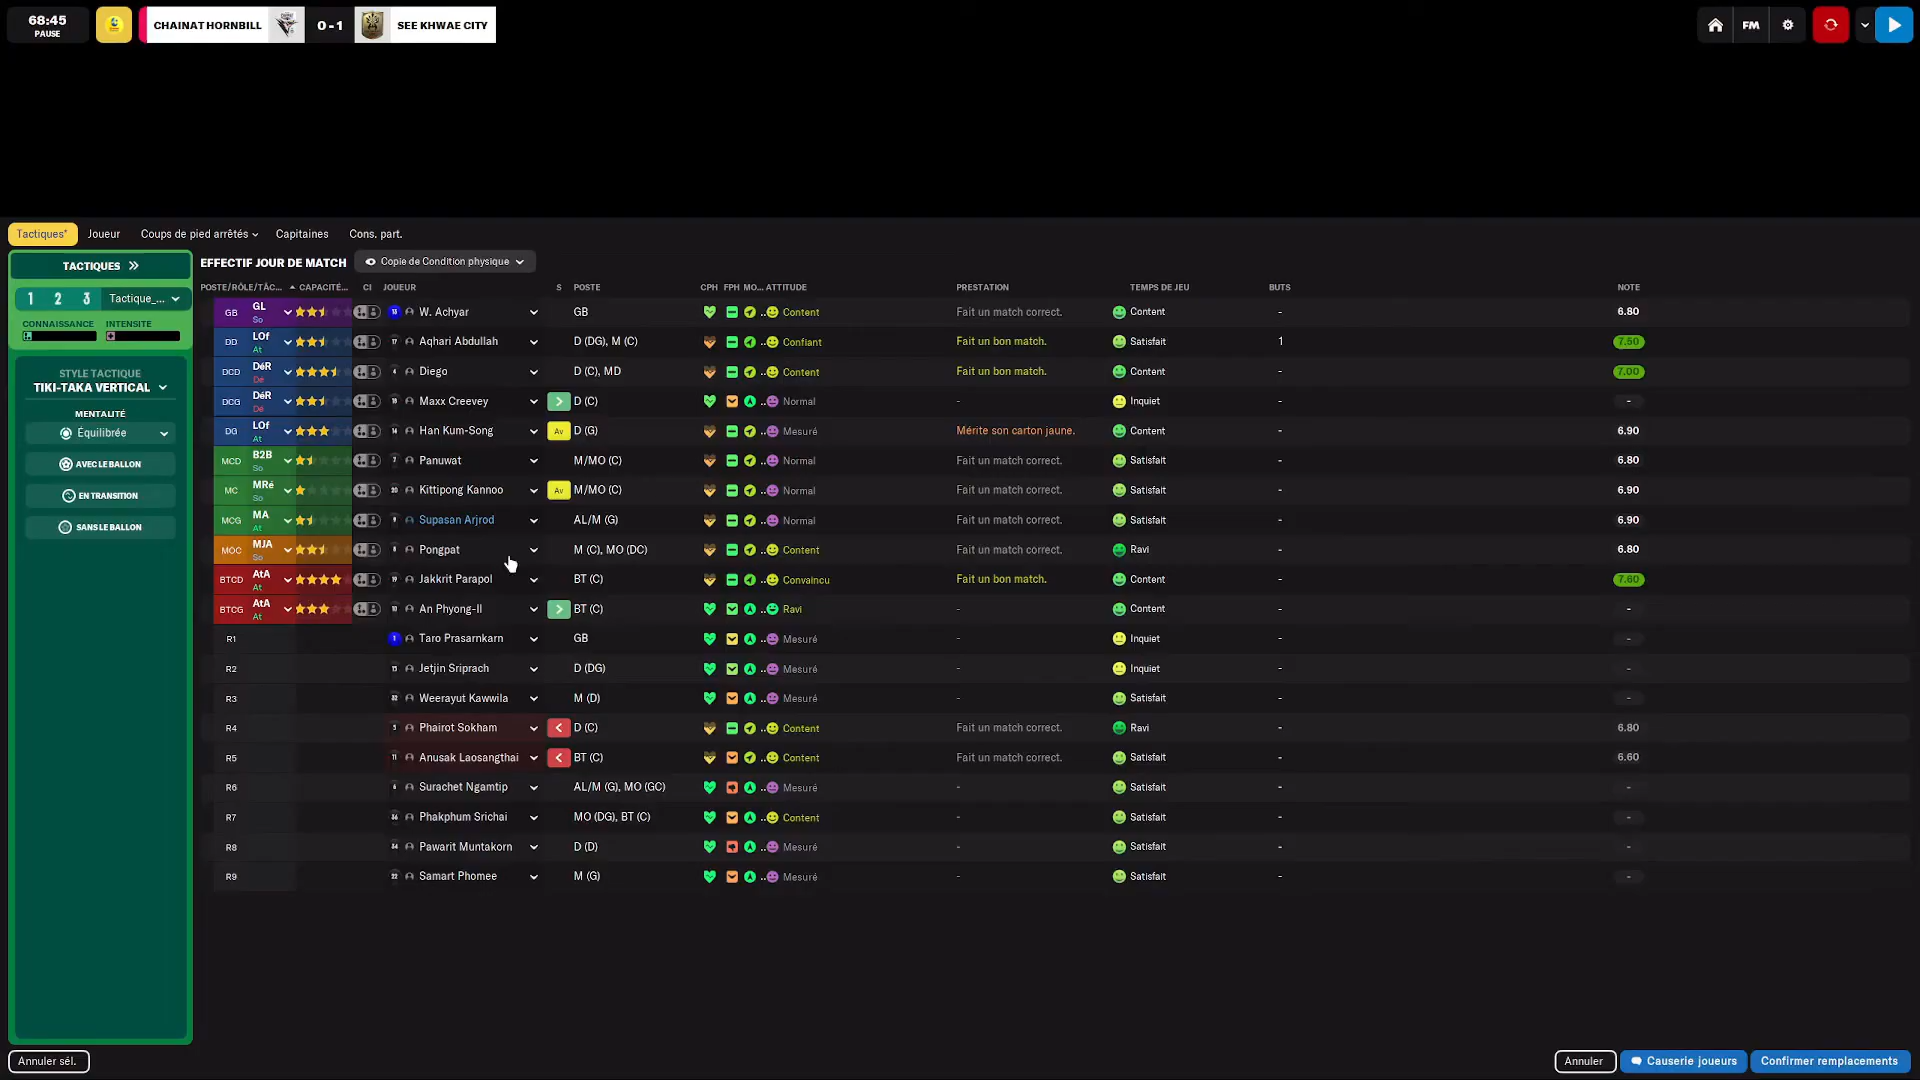 68:45
PAUSE
CHAINAT HORNBILL
0 - 1
SEE KHWAE CITY
FM
Tactiques*
Joueur
Coups de pied arrêtés
Capitaines
Cons. part.
TACTIQUES
1 2 3 Tactique_...
CONNAISSANCE INTENSITE
STYLE TACTIQUE
TIKI-TAKA VERTICAL
MENTALITÉ
Équilibrée
AVEC LE BALLON
EN TRANSITION
SANS LE BALLON
EFFECTIF JOUR DE MATCH
Copie de Condition physique
POSTE/RÔLE/TÂC... CAPACITÉ... CI JOUEUR S POSTE CPH FPH MO... ATTITUDE PRESTATION TEMPS DE JEU BUTS NOTE
GB GL So W. Achyar GB Content Fait un match correct. Content - 6.80
DD LOf At Aqhari Abdullah D (DG), M (C) Confiant Fait un bon match. Satisfait 1 7.50
DCD DéR Dé Diego D (C), MD Content Fait un bon match. Content - 7.00
DCG DéR Dé Maxx Creevey D (C) Normal Inquiet - -
DG LOf At Han Kum-Song Av D (G) Mesuré Mérite son carton jaune. Content - 6.90
MCD B2B So Panuwat M/MO (C) Normal Fait un match correct. Satisfait - 6.80
MC MRé So Kittipong Kannoo Av M/MO (C) Normal Fait un match correct. Satisfait - 6.90
MCG MA At Supasan Arjrod AL/M (G) Normal Fait un match correct. Satisfait - 6.90
MOC MJA So Pongpat M (C), MO (DC) Content Fait un match correct. Ravi - 6.80
BTCD AtA At Jakkrit Parapol BT (C) Convaincu Fait un bon match. Content - 7.60
BTCG AtA At An Phyong-Il BT (C) Ravi - Content - -
R1 Taro Prasarnkarn GB Mesuré - Inquiet - -
R2 Jetjin Sriprach D (DG) Mesuré - Inquiet - -
R3 Weerayut Kawwila M (D) Mesuré - Satisfait - -
R4 Phairot Sokham D (C) Content Fait un match correct. Ravi - 6.80
R5 Anusak Laosangthai BT (C) Content Fait un match correct. Satisfait - 6.60
R6 Surachet Ngamtip AL/M (G), MO (GC) Mesuré - Satisfait - -
R7 Phakphum Srichai MO (DG), BT (C) Content - Satisfait - -
R8 Pawarit Muntakorn D (D) Mesuré - Satisfait - -
R9 Samart Phomee M (G) Mesuré - Satisfait - -
Annuler sél.
Annuler
Causerie joueurs
Confirmer remplacements